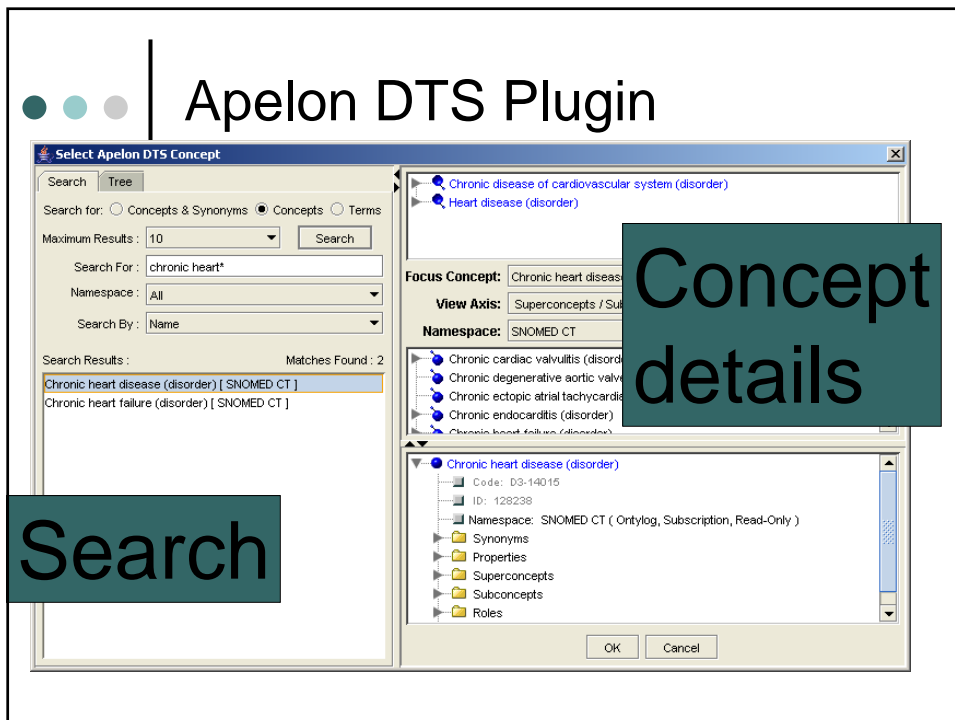 Apelon DTS Plugin
Select Apelon DTS Concept
Search Tree
Search for: Concepts & Synonyms Concepts Terms
Maximum Results : 10 Search
Search For : chronic heart*
Namespace : All
Search By : Name
Search Results : Matches Found : 2
Chronic heart disease (disorder) [ SNOMED CT ]
Chronic heart failure (disorder) [ SNOMED CT ]
Search
Chronic disease of cardiovascular system (disorder)
Heart disease (disorder)
Focus Concept: Chronic heart disease
View Axis: Superconcepts /
Namespace: SNOMED CT
Chronic cardiac valvulitis
Chronic degenerative aortic valve
Chronic ectopic atrial tachycardia
Chronic endocarditis (disorder)
Chronic heart failure (disorder)
Concept
details
Chronic heart disease (disorder)
Code: D3-14015
ID: 128238
Namespace: SNOMED CT ( Ontylog, Subscription, Read-Only )
Synonyms
Properties
Superconcepts
Subconcepts
Roles
OK Cancel